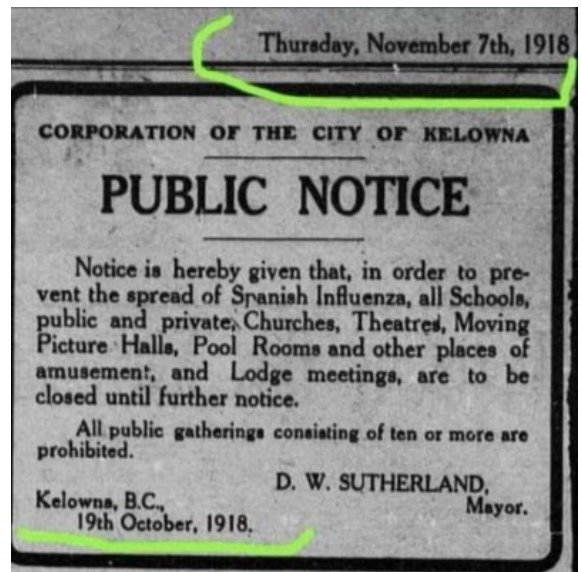 Thursday, November 7th, 1918
CORPORATION OF THE CITY OF KELOWNA
PUBLIC NOTICE
Notice is hereby given that, in order to pre-
vent the spread of Spanish Influenza, all Schools,
public and private, Churches, Theatres, Moving
Picture Halls, Pool Rooms and other places of
amusement, and Lodge meetings, are to be
closed until further notice.
All public gatherings consisting of ten or more are
prohibited.
D. W. SUTHERLAND,
Mayor.
Kelowna, B.C.,
19th October, 1918.